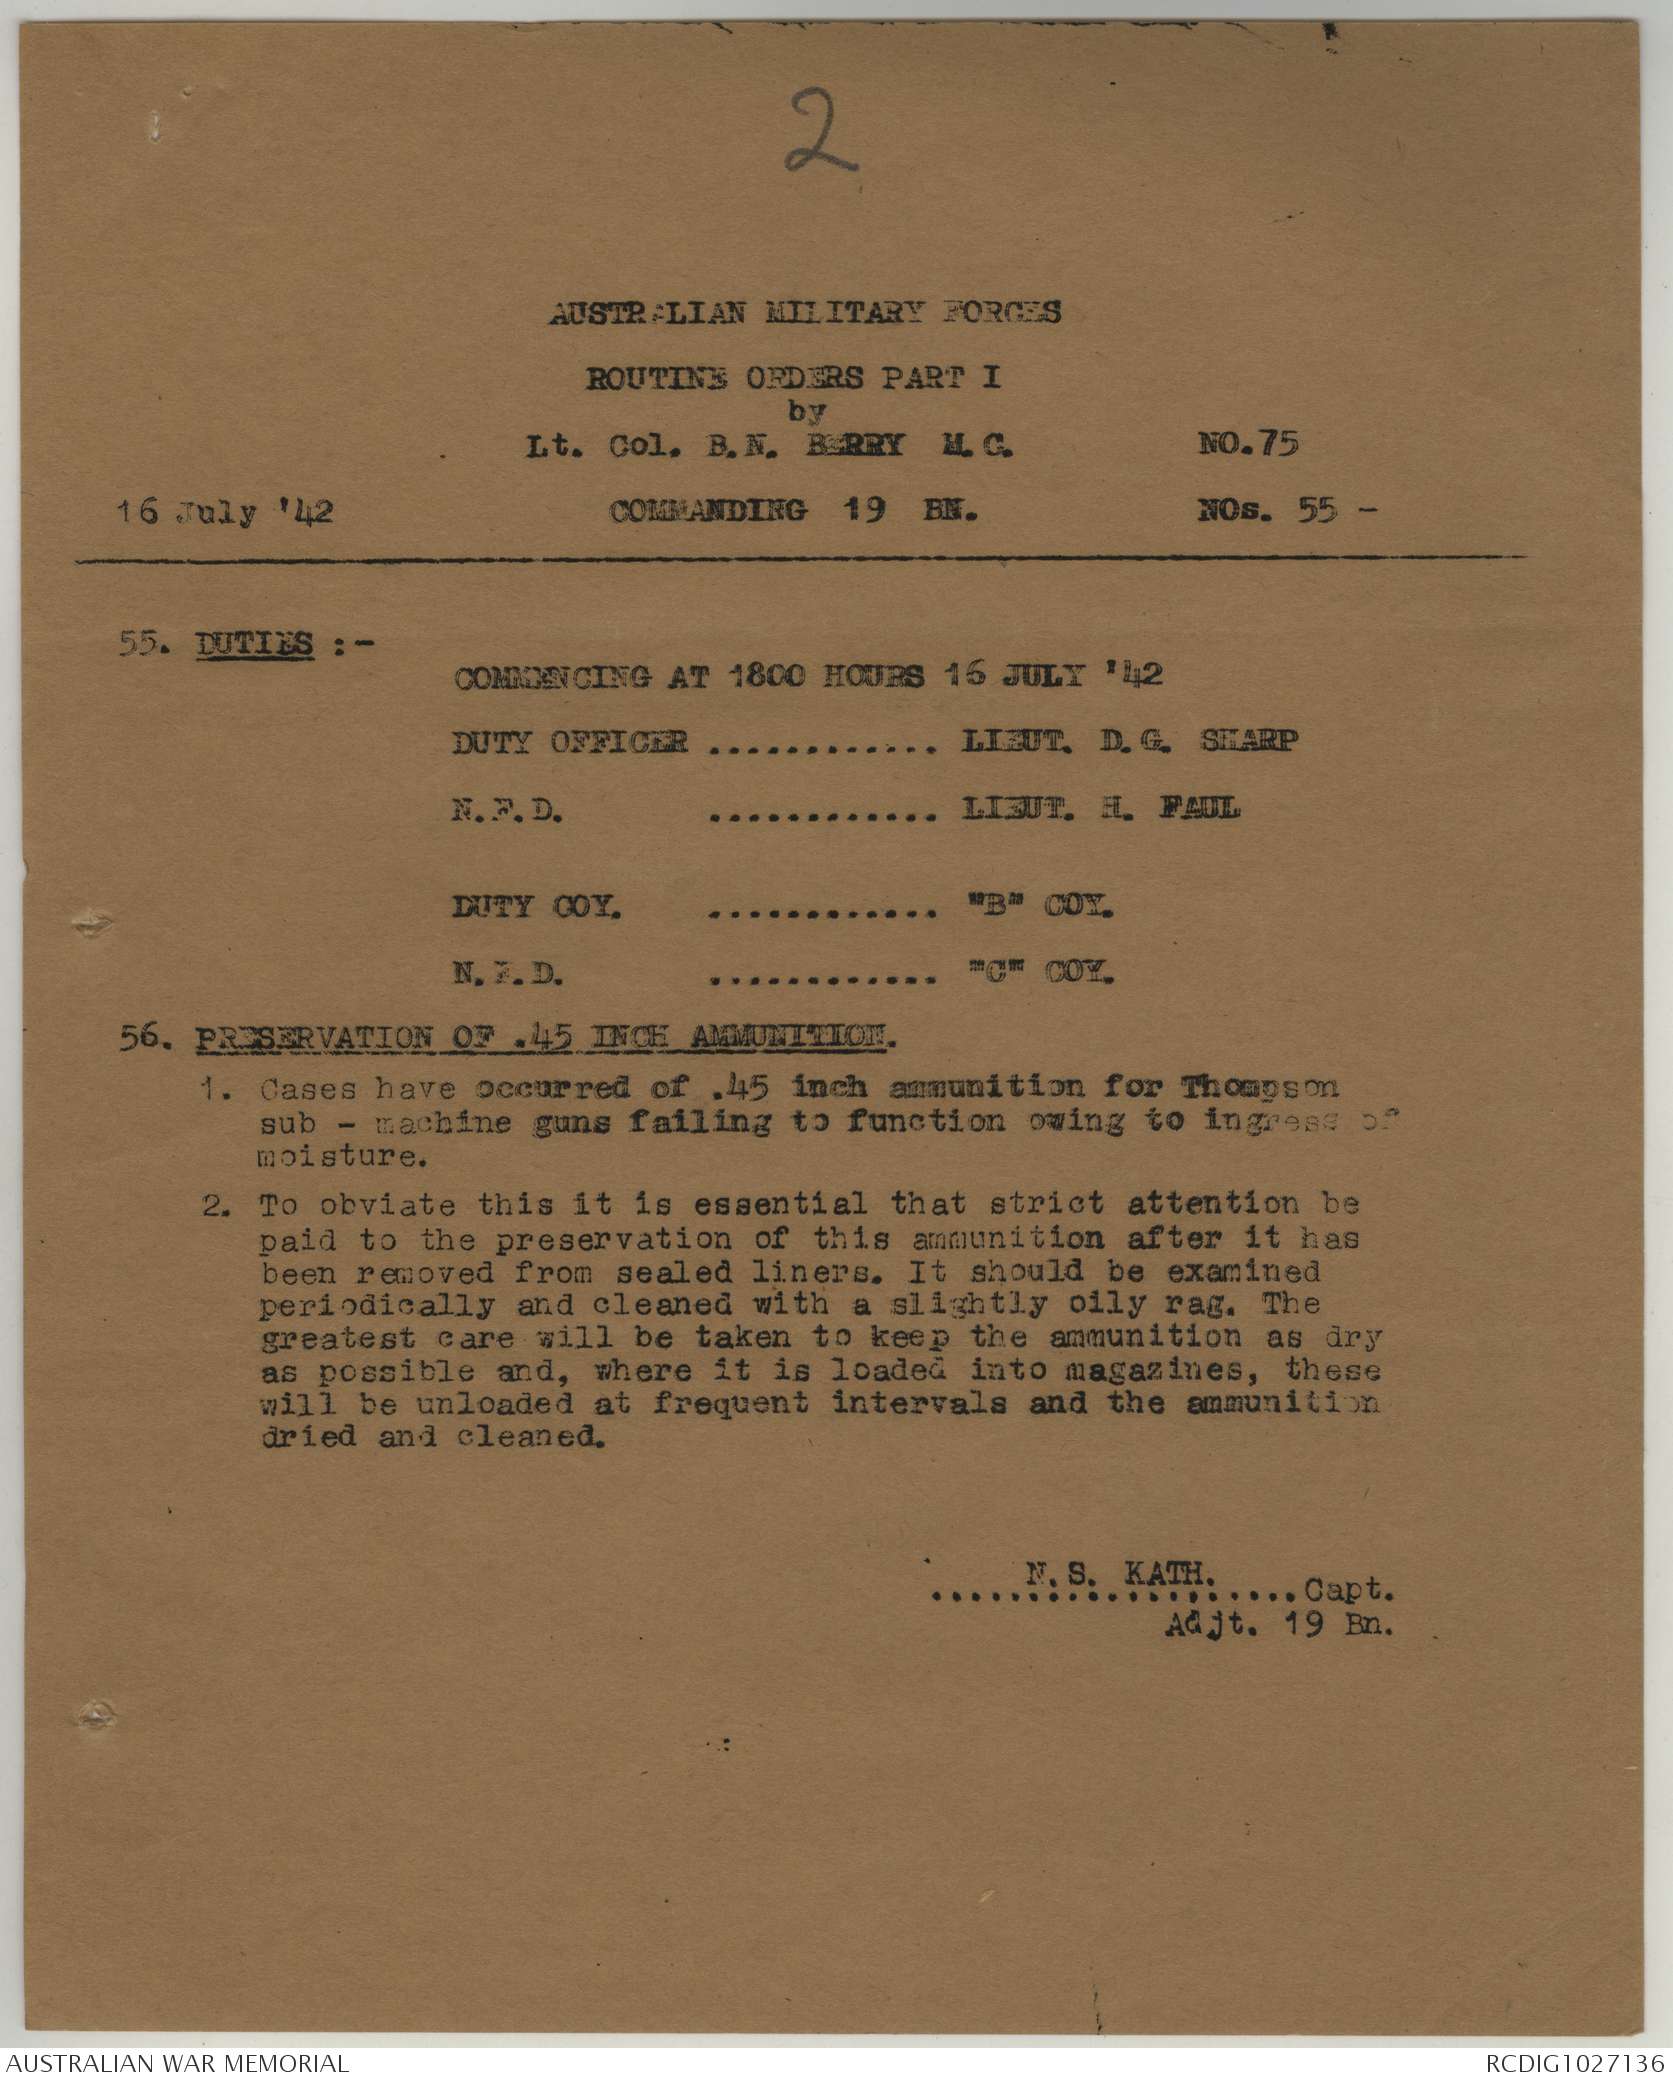 2
AUSTRALIAN MILITARY FORCES
ROUTINE ORDERS PART I
by
Lt. Col. B.N. BERRY M.C. NO.75
16 July '42 COMMANDING 19 BN. NOs. 55 -
55. DUTIES :-
COMMENCING AT 1800 HOURS 16 JULY '42
DUTY OFFICER ............ LIEUT. D.G. SHARP
N.F.D. ............ LIEUT. H. FAUL
DUTY COY. ............ "B" COY.
N.F.D. ............ "C" COY.
56. PRESERVATION OF .45 INCH AMMUNITION.
1. Cases have occurred of .45 inch ammunition for Thompson
sub - machine guns failing to function owing to ingress of
moisture.
2. To obviate this it is essential that strict attention be
paid to the preservation of this ammunition after it has
been removed from sealed liners. It should be examined
periodically and cleaned with a slightly oily rag. The
greatest care will be taken to keep the ammunition as dry
as possible and, where it is loaded into magazines, these
will be unloaded at frequent intervals and the ammunition
dried and cleaned.
N.S. KATH.
...................Capt.
Adjt. 19 Bn.
AUSTRALIAN WAR MEMORIAL RCDIG1027136